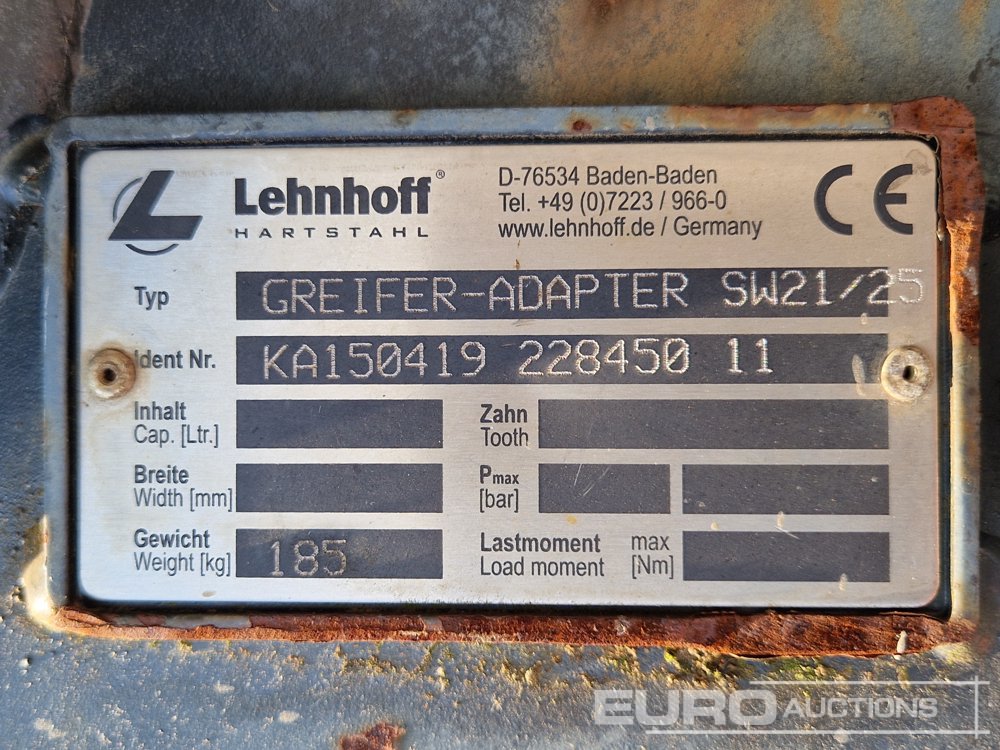 Lehnhoff®
HARTSTAHL
D-76534 Baden-Baden
Tel. +49 (0)7223 / 966-0
www.lehnhoff.de / Germany
CE
Typ GREIFER-ADAPTER SW21/25
Ident Nr. KA150419 228450 11
Inhalt
Cap. [Ltr.]
Zahn
Tooth
Breite
Width [mm]
Pmax
[bar]
Gewicht
Weight [kg] 185
Lastmoment max
Load moment [Nm]
EURO AUCTIONS